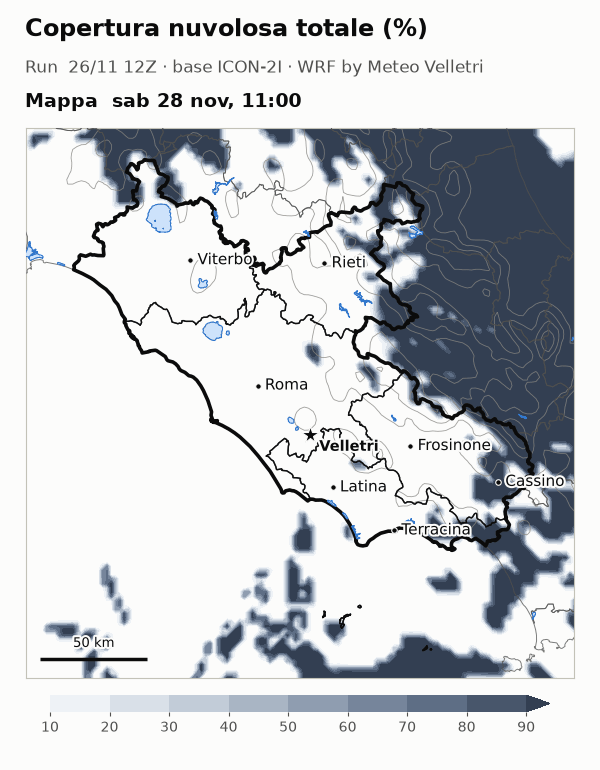 Copertura nuvolosa totale (%)
Run 26/11 12Z · base ICON-2I · WRF by Meteo Velletri
Mappa sab 28 nov, 11:00
Viterbo
Rieti
Roma
Velletri
Frosinone
Cassino
Latina
Terracina
50 km
10 20 30 40 50 60 70 80 90